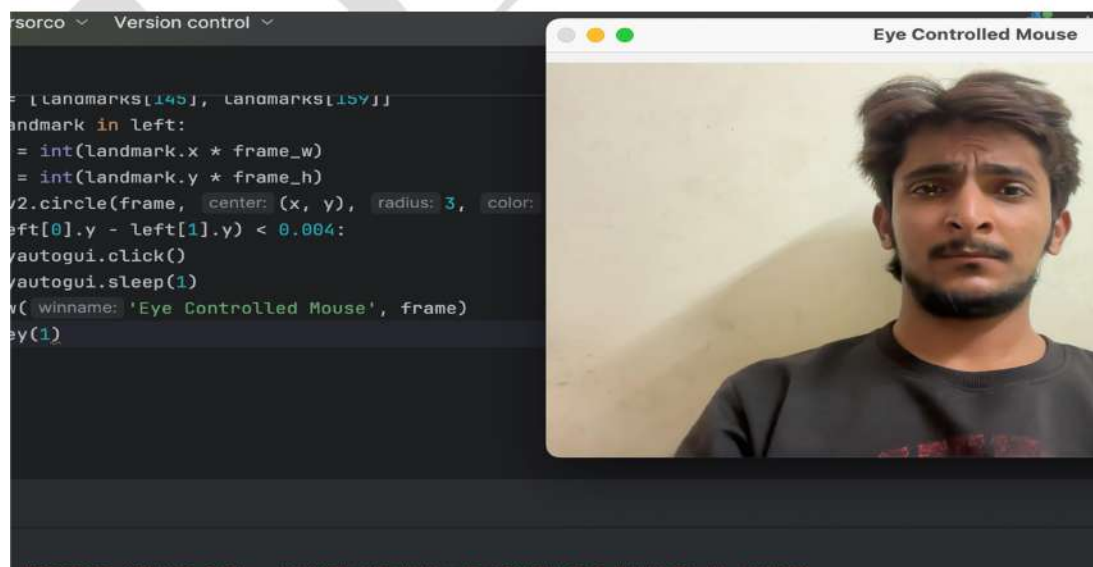 rsorco Version control
Eye Controlled Mouse
= [landmarks[145], landmarks[159]]
andmark in left:
= int(landmark.x * frame_w)
= int(landmark.y * frame_h)
v2.circle(frame, center: (x, y), radius: 3, color:
eft[0].y - left[1].y) < 0.004:
yautogui.click()
yautogui.sleep(1)
w( winname: 'Eye Controlled Mouse', frame)
ey(1)